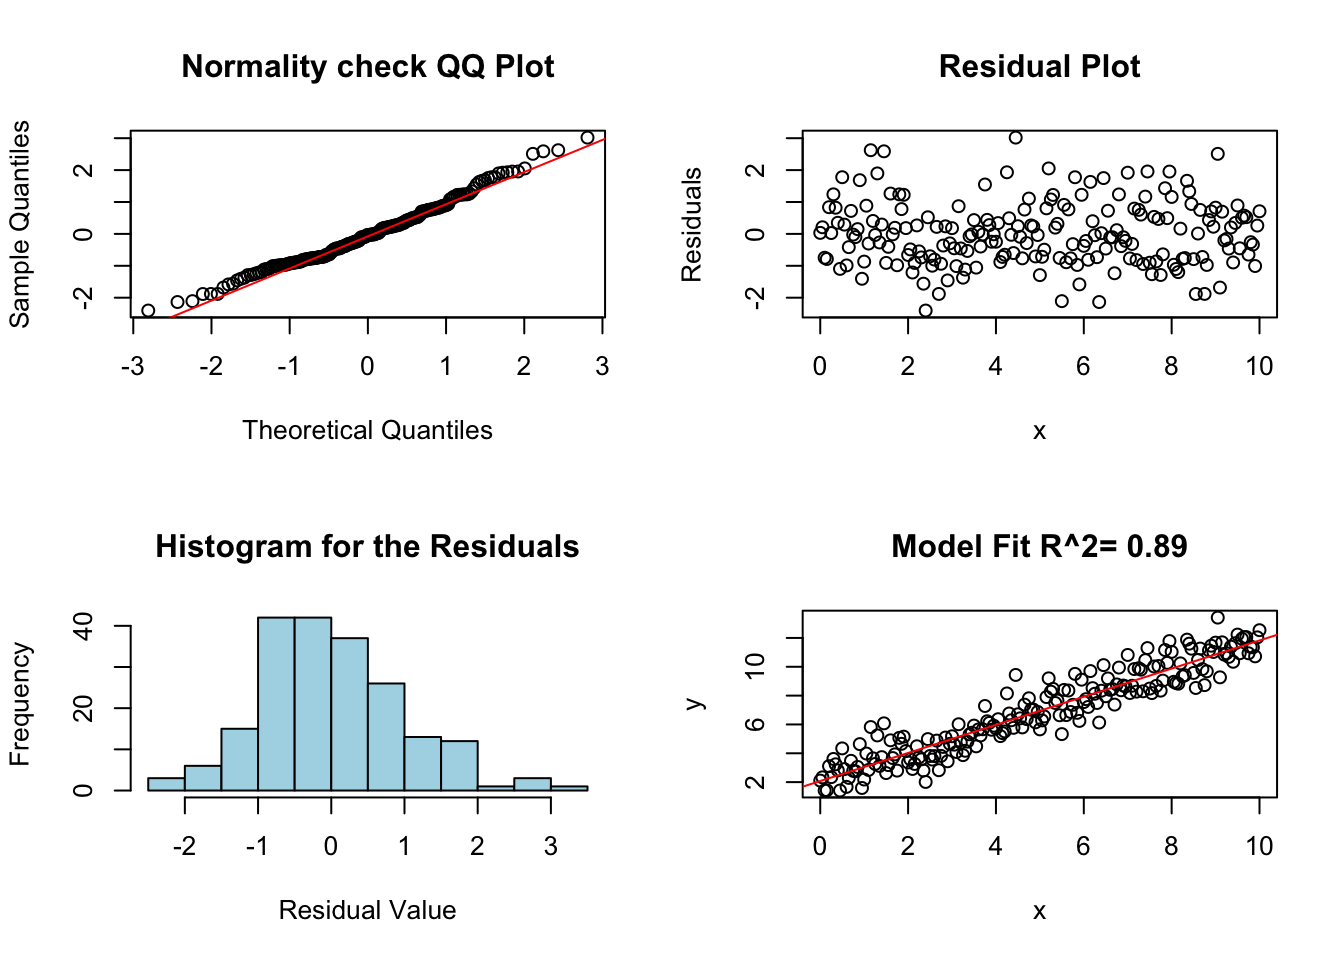 Normality check QQ Plot
Sample Quantiles
2
0
-2
-3 -2 -1 0 1 2 3
Theoretical Quantiles
Residual Plot
Residuals
2
0
-2
0 2 4 6 8 10
x
Histogram for the Residuals
Frequency
40
20
0
-2 -1 0 1 2 3
Residual Value
Model Fit R^2= 0.89
y
10
6
2
0 2 4 6 8 10
x